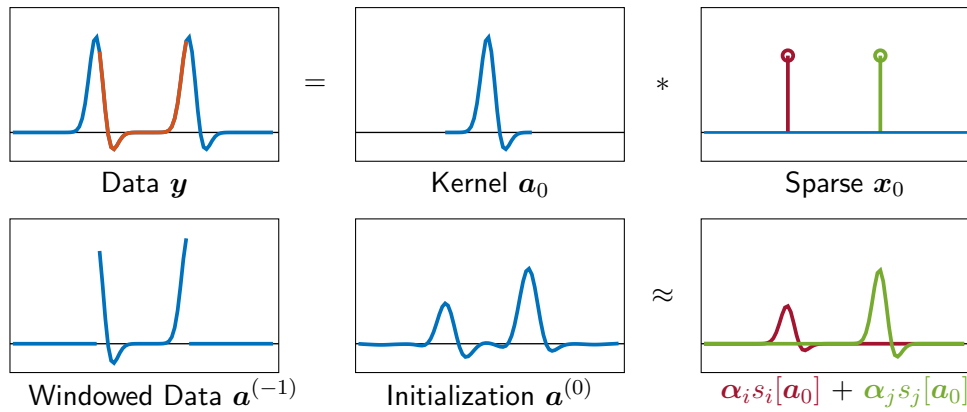 =
*
Data y
Kernel a₀
Sparse x₀
≈
Windowed Data a⁽⁻¹⁾
Initialization a⁽⁰⁾
αᵢsᵢ[a₀] + αⱼsⱼ[a₀]